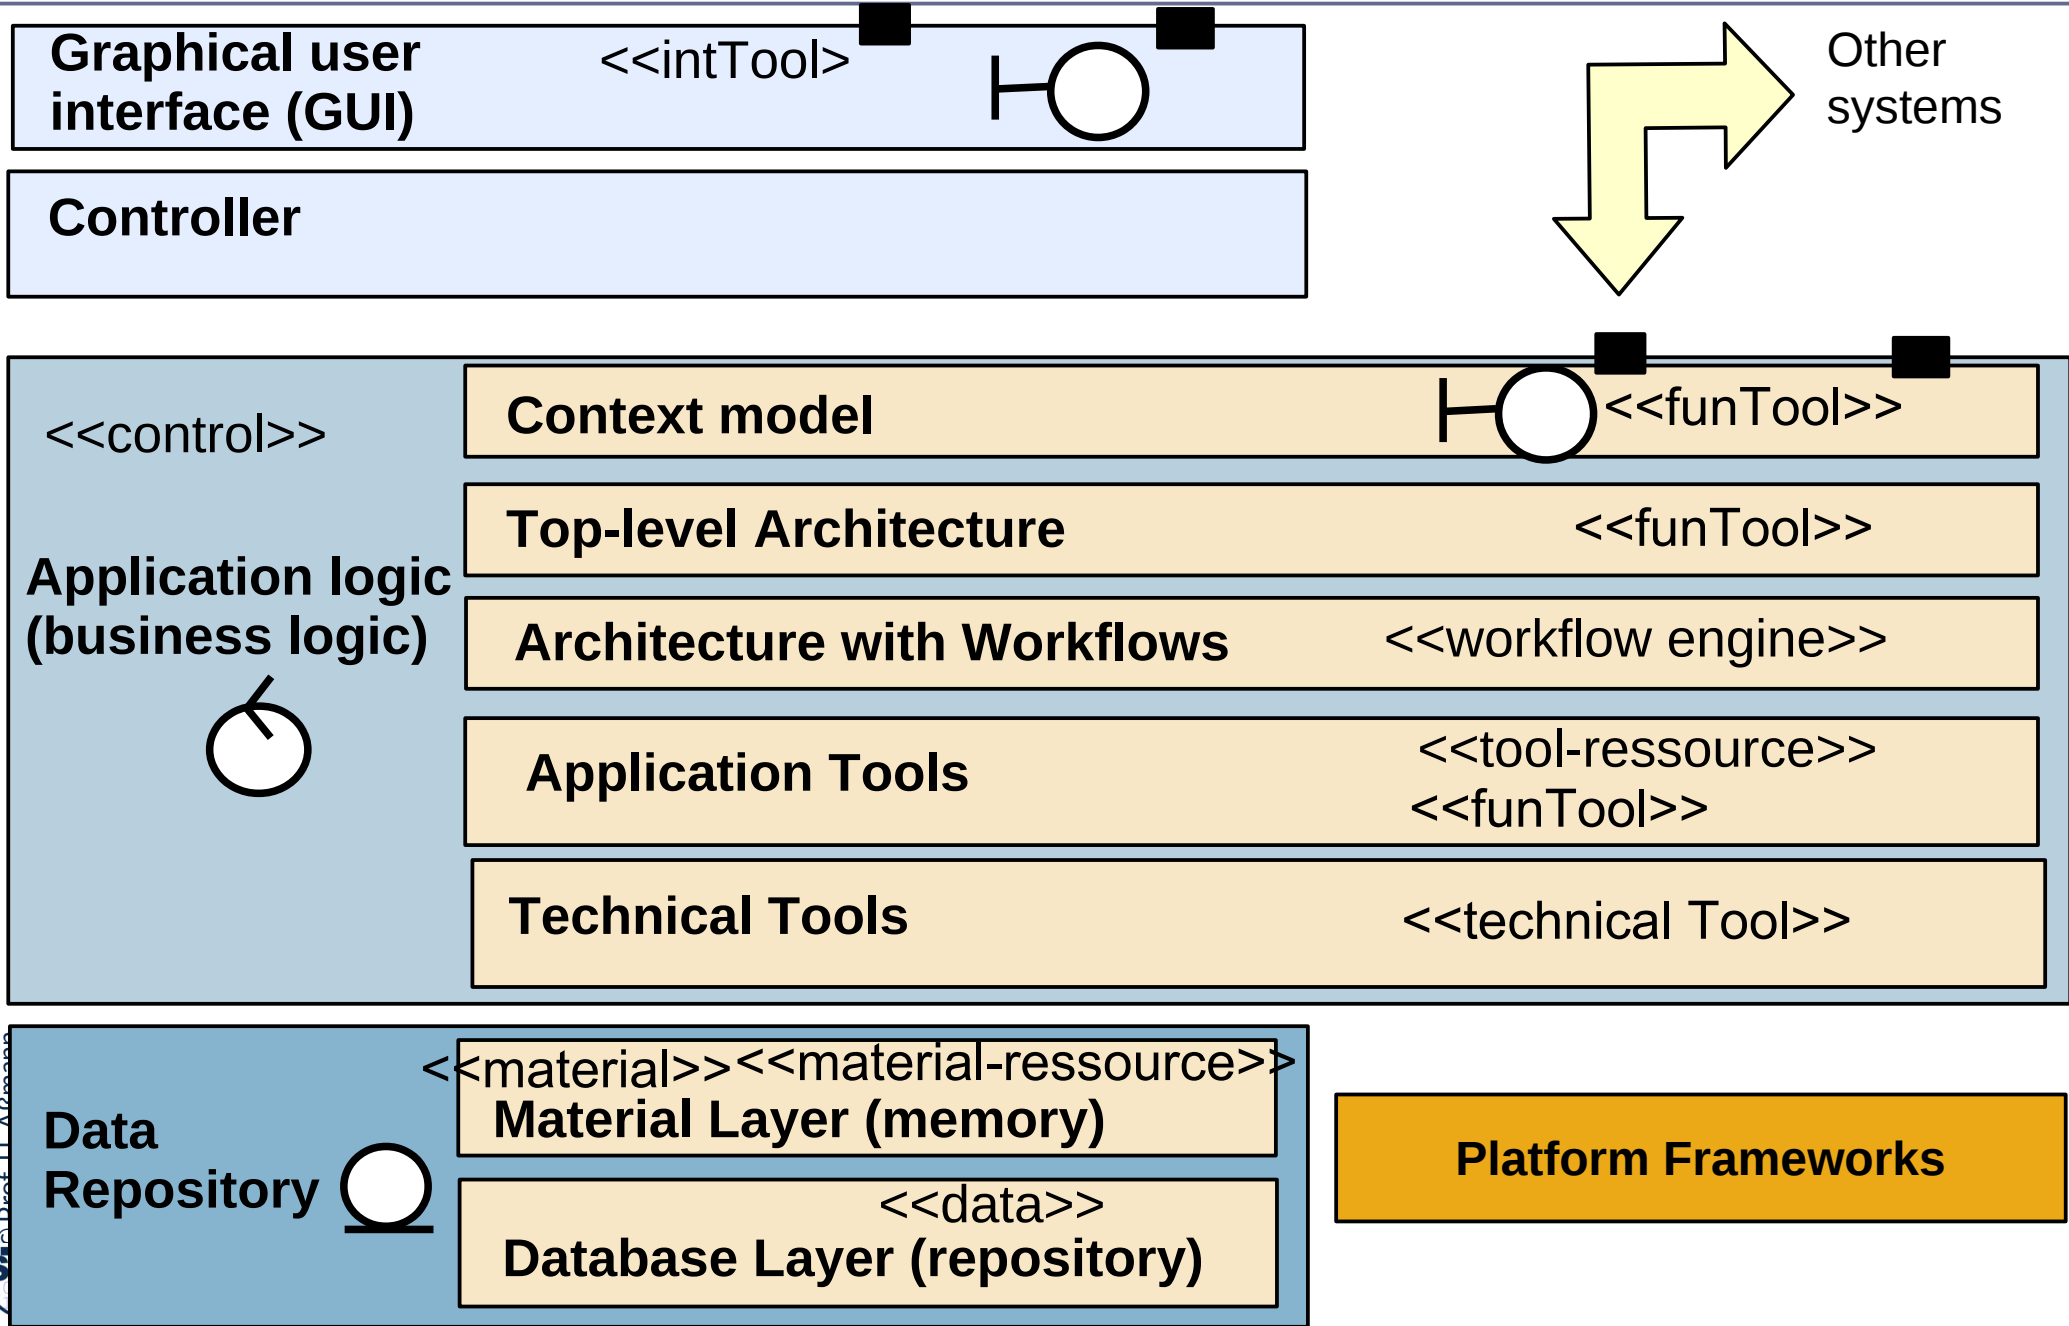 Graphical user
interface (GUI)
<<intTool>
Other
systems
Controller
<<control>>
Context model
<<funTool>>
Top-level Architecture
<<funTool>>
Application logic
(business logic)
Architecture with Workflows
<<workflow engine>>
Application Tools
<<tool-ressource>>
<<funTool>>
Technical Tools
<<technical Tool>>
<<material>>
<<material-ressource>>
Material Layer (memory)
Data
Repository
<<data>>
Database Layer (repository)
Platform Frameworks